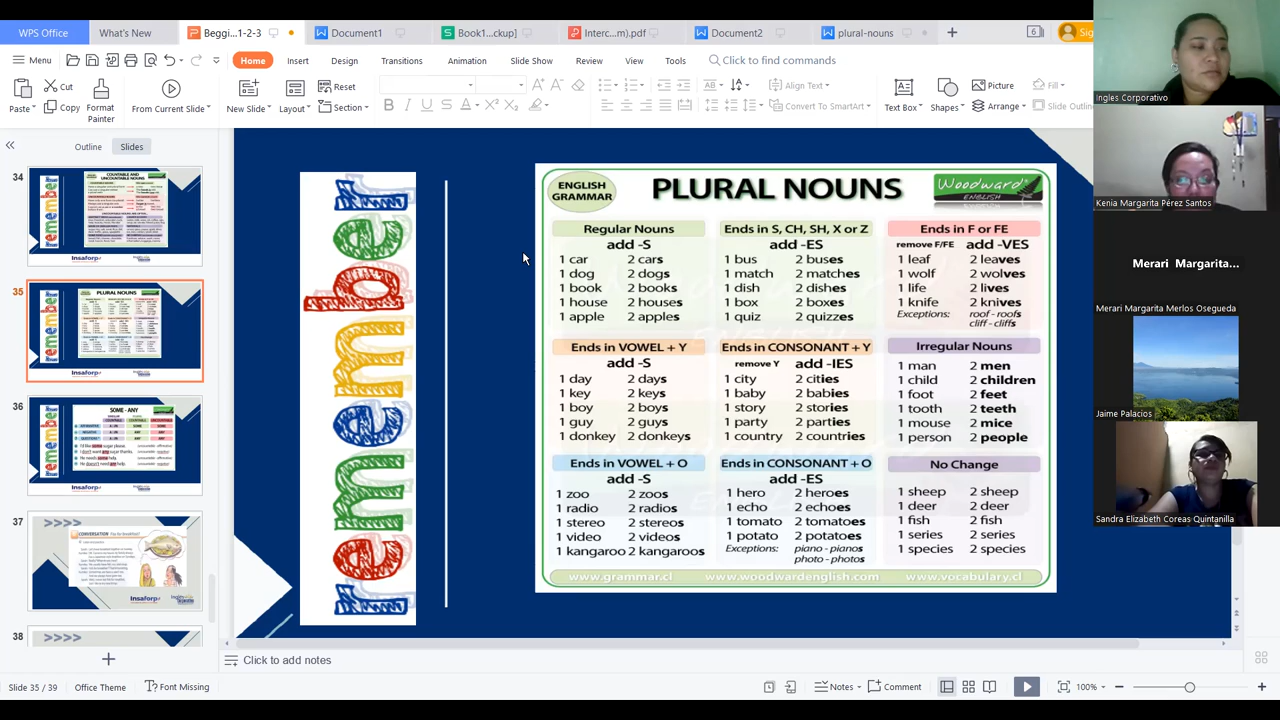 WPS Office
What's New
Beggi...1-2-3
Document1
Book1...ckup]
Interc...m).pdf
Document2
plural-nouns
Menu
Home
Insert
Design
Transitions
Animation
Slide Show
Review
View
Tools
Click to find commands
Cut
Copy
Format
Painter
From Current Slide
New Slide
Layout
Reset
Section
Align Text
Convert To SmartArt
Text Box
Shapes
Picture
Arrange
Fill
Slide Outlin
Outline
Slides
34
35
36
37
38
remember
ENGLISH
GRAMMAR
PLURAL NOUNS
Woodward
ENGLISH
Regular Nouns
add -S
1 car 2 cars
1 dog 2 dogs
1 book 2 books
1 house 2 houses
1 apple 2 apples
Ends in S, CH, SH, X or Z
add -ES
1 bus 2 buses
1 match 2 matches
1 dish 2 dishes
1 box 2 boxes
1 quiz 2 quizzes
Ends in F or FE
remove F/FE add -VES
1 leaf 2 leaves
1 wolf 2 wolves
1 life 2 lives
1 knife 2 knives
Exceptions: roof - roofs
cliff - cliffs
Ends in VOWEL + Y
add -S
1 day 2 days
1 key 2 keys
1 boy 2 boys
1 guy 2 guys
1 donkey 2 donkeys
Ends in CONSONANT + Y
remove Y add -IES
1 city 2 cities
1 baby 2 babies
1 story 2 stories
1 party 2 parties
1 country 2 countries
Irregular Nouns
1 man 2 men
1 child 2 children
1 foot 2 feet
1 tooth 2 teeth
1 mouse 2 mice
1 person 2 people
Ends in VOWEL + O
add -S
1 zoo 2 zoos
1 radio 2 radios
1 stereo 2 stereos
1 video 2 videos
1 kangaroo 2 kangaroos
Ends in CONSONANT + O
add -ES
1 hero 2 heroes
1 echo 2 echoes
1 tomato 2 tomatoes
1 potato 2 potatoes
Exceptions: piano - pianos
photo - photos
No Change
1 sheep 2 sheep
1 deer 2 deer
1 fish 2 fish
1 series 2 series
1 species 2 species
www.grammar.cl www.woodwardenglish.com www.vocabulary.cl
Ingles Corporativo
Kenia Margarita Pérez Santos
Merari Margarita...
Merari Margarita Merlos Osegueda
Jaime Palacios
Sandra Elizabeth Coreas Quintanilla
Click to add notes
Slide 35 / 39
Office Theme
Font Missing
Notes
Comment
100%